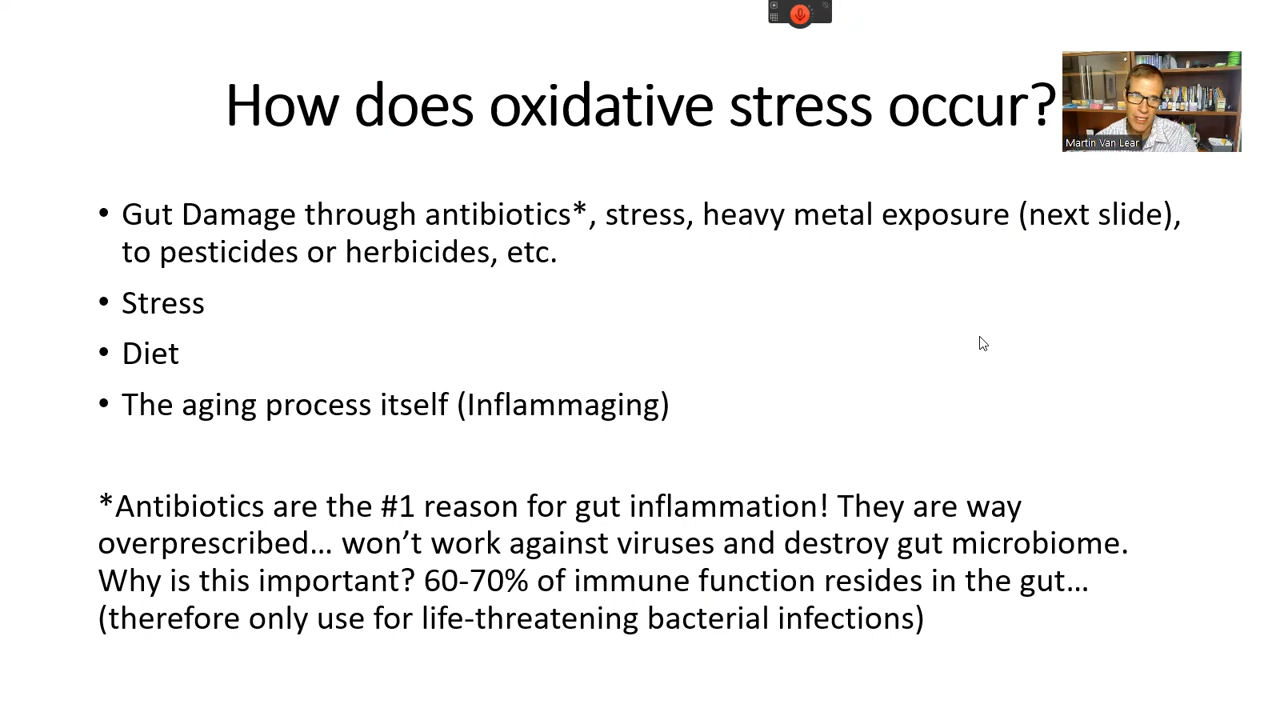 How does oxidative stress occur?
Martin Van Lear
• Gut Damage through antibiotics*, stress, heavy metal exposure (next slide),
to pesticides or herbicides, etc.
• Stress
• Diet
• The aging process itself (Inflammaging)
*Antibiotics are the #1 reason for gut inflammation! They are way
overprescribed… won’t work against viruses and destroy gut microbiome.
Why is this important? 60-70% of immune function resides in the gut…
(therefore only use for life-threatening bacterial infections)